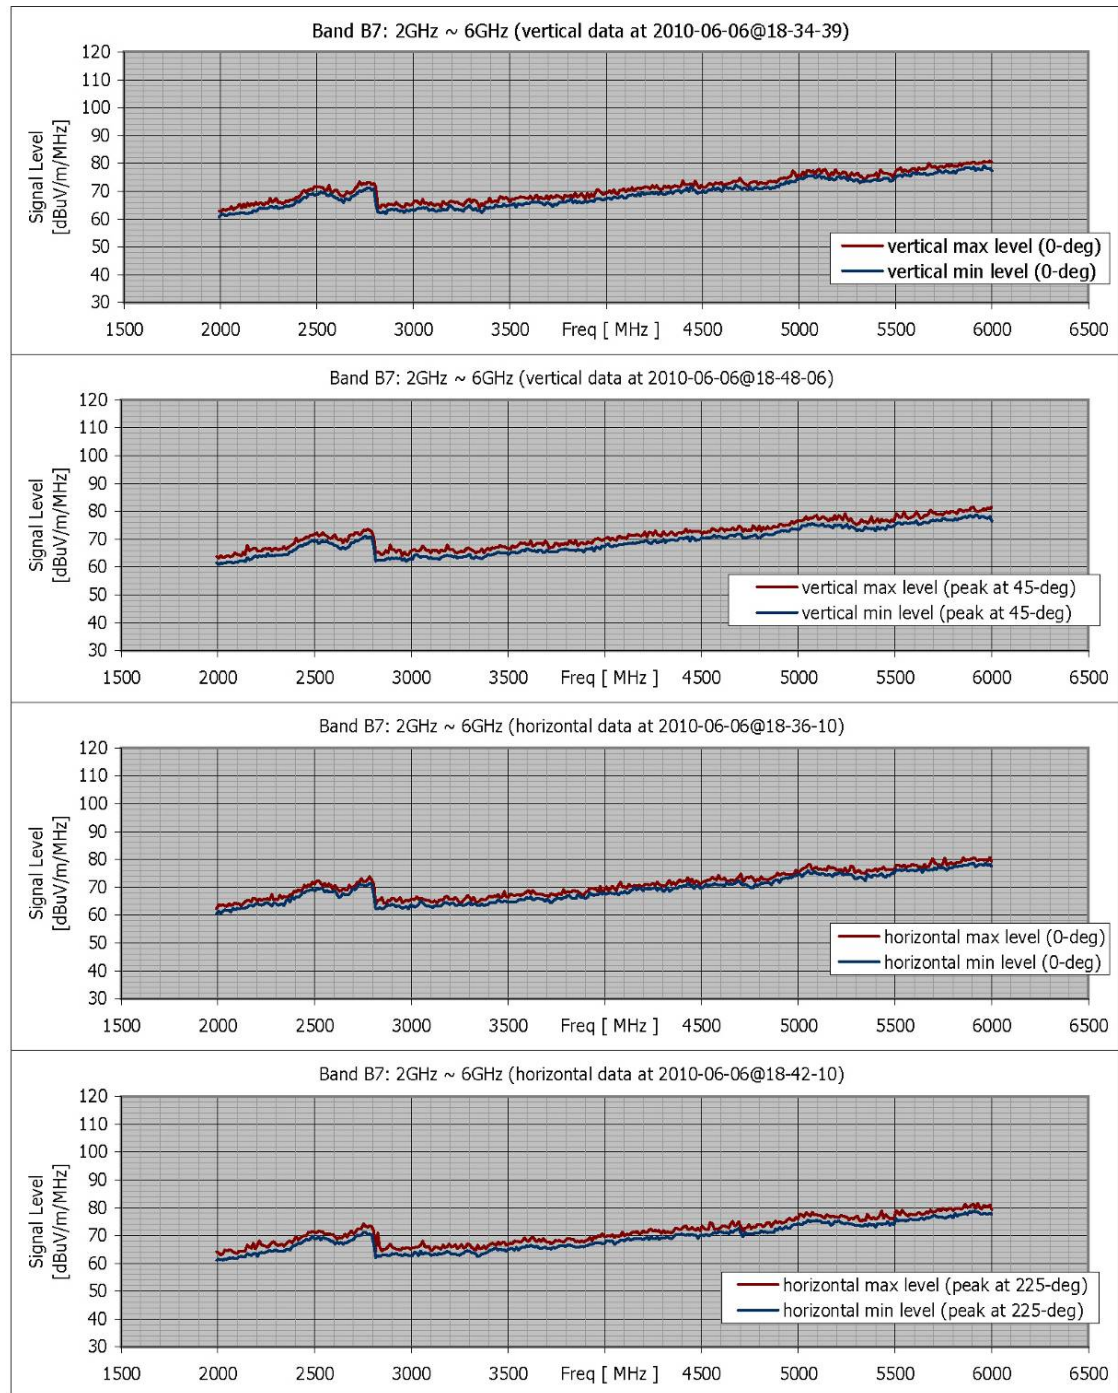 Band B7: 2GHz ~ 6GHz (vertical data at 2010-06-06@18-34-39)
120
110
100
90
80
70
60
50
40
30
Signal Level
[dBuV/m/MHz]
vertical max level (0-deg)
vertical min level (0-deg)
1500 2000 2500 3000 3500 Freq [ MHz ] 4500 5000 5500 6000 6500
Band B7: 2GHz ~ 6GHz (vertical data at 2010-06-06@18-48-06)
120
110
100
90
80
70
60
50
40
30
Signal Level
[dBuV/m/MHz]
vertical max level (peak at 45-deg)
vertical min level (peak at 45-deg)
1500 2000 2500 3000 3500 Freq [ MHz ] 4500 5000 5500 6000 6500
Band B7: 2GHz ~ 6GHz (horizontal data at 2010-06-06@18-36-10)
120
110
100
90
80
70
60
50
40
30
Signal Level
[dBuV/m/MHz]
horizontal max level (0-deg)
horizontal min level (0-deg)
1500 2000 2500 3000 3500 Freq [ MHz ] 4500 5000 5500 6000 6500
Band B7: 2GHz ~ 6GHz (horizontal data at 2010-06-06@18-42-10)
120
110
100
90
80
70
60
50
40
30
Signal Level
[dBuV/m/MHz]
horizontal max level (peak at 225-deg)
horizontal min level (peak at 225-deg)
1500 2000 2500 3000 3500 Freq [ MHz ] 4500 5000 5500 6000 6500